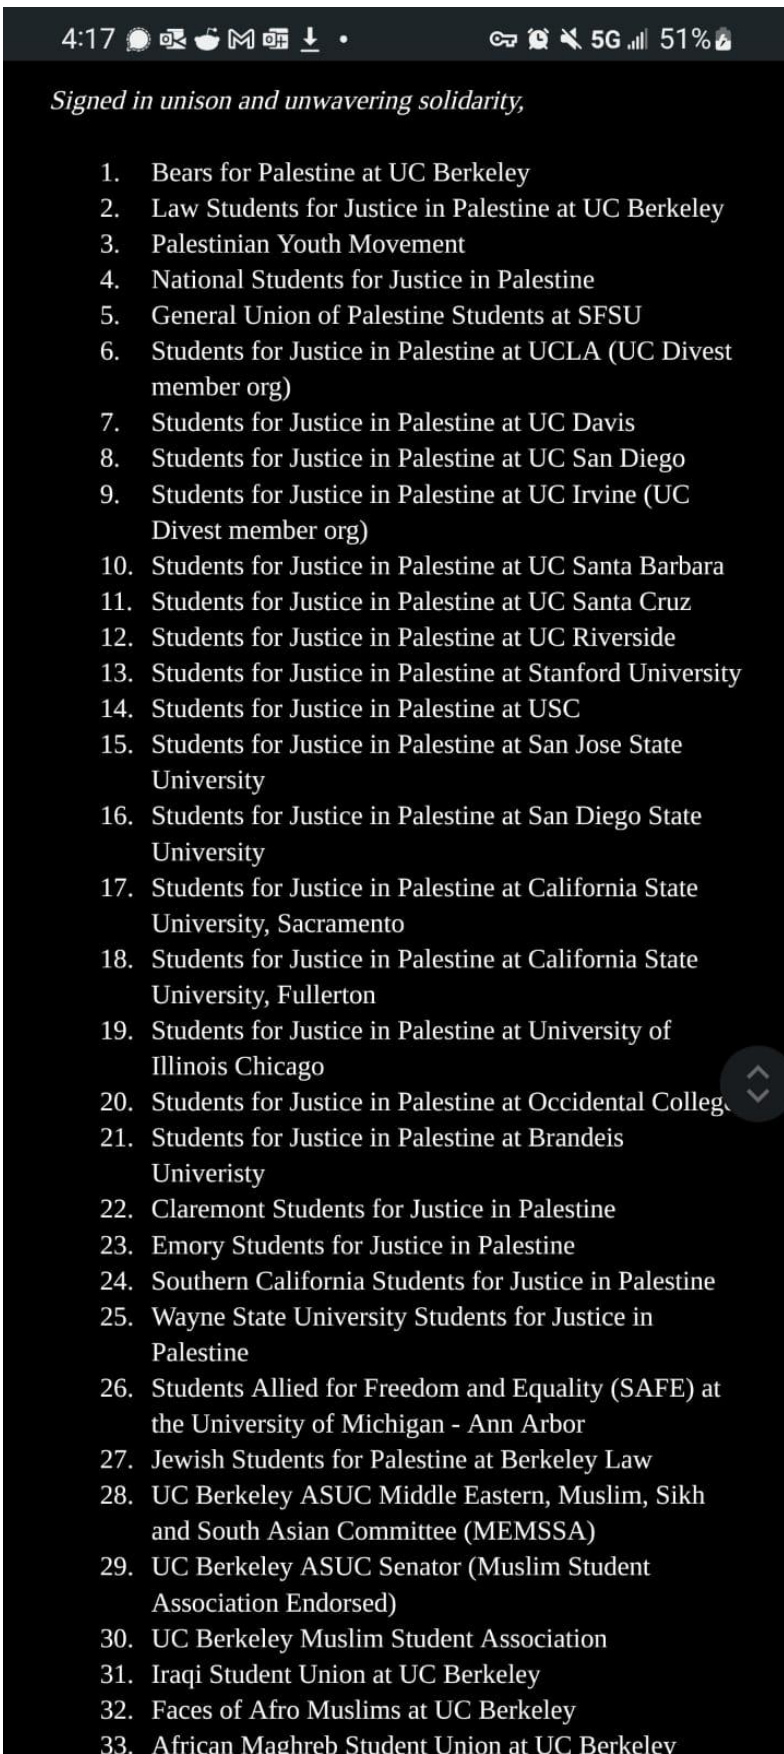 4:17 5G 51%
Signed in unison and unwavering solidarity,
1. Bears for Palestine at UC Berkeley
2. Law Students for Justice in Palestine at UC Berkeley
3. Palestinian Youth Movement
4. National Students for Justice in Palestine
5. General Union of Palestine Students at SFSU
6. Students for Justice in Palestine at UCLA (UC Divest
member org)
7. Students for Justice in Palestine at UC Davis
8. Students for Justice in Palestine at UC San Diego
9. Students for Justice in Palestine at UC Irvine (UC
Divest member org)
10. Students for Justice in Palestine at UC Santa Barbara
11. Students for Justice in Palestine at UC Santa Cruz
12. Students for Justice in Palestine at UC Riverside
13. Students for Justice in Palestine at Stanford University
14. Students for Justice in Palestine at USC
15. Students for Justice in Palestine at San Jose State
University
16. Students for Justice in Palestine at San Diego State
University
17. Students for Justice in Palestine at California State
University, Sacramento
18. Students for Justice in Palestine at California State
University, Fullerton
19. Students for Justice in Palestine at University of
Illinois Chicago
20. Students for Justice in Palestine at Occidental College
21. Students for Justice in Palestine at Brandeis
Univeristy
22. Claremont Students for Justice in Palestine
23. Emory Students for Justice in Palestine
24. Southern California Students for Justice in Palestine
25. Wayne State University Students for Justice in
Palestine
26. Students Allied for Freedom and Equality (SAFE) at
the University of Michigan - Ann Arbor
27. Jewish Students for Palestine at Berkeley Law
28. UC Berkeley ASUC Middle Eastern, Muslim, Sikh
and South Asian Committee (MEMSSA)
29. UC Berkeley ASUC Senator (Muslim Student
Association Endorsed)
30. UC Berkeley Muslim Student Association
31. Iraqi Student Union at UC Berkeley
32. Faces of Afro Muslims at UC Berkeley
33. African Maghreb Student Union at UC Berkeley